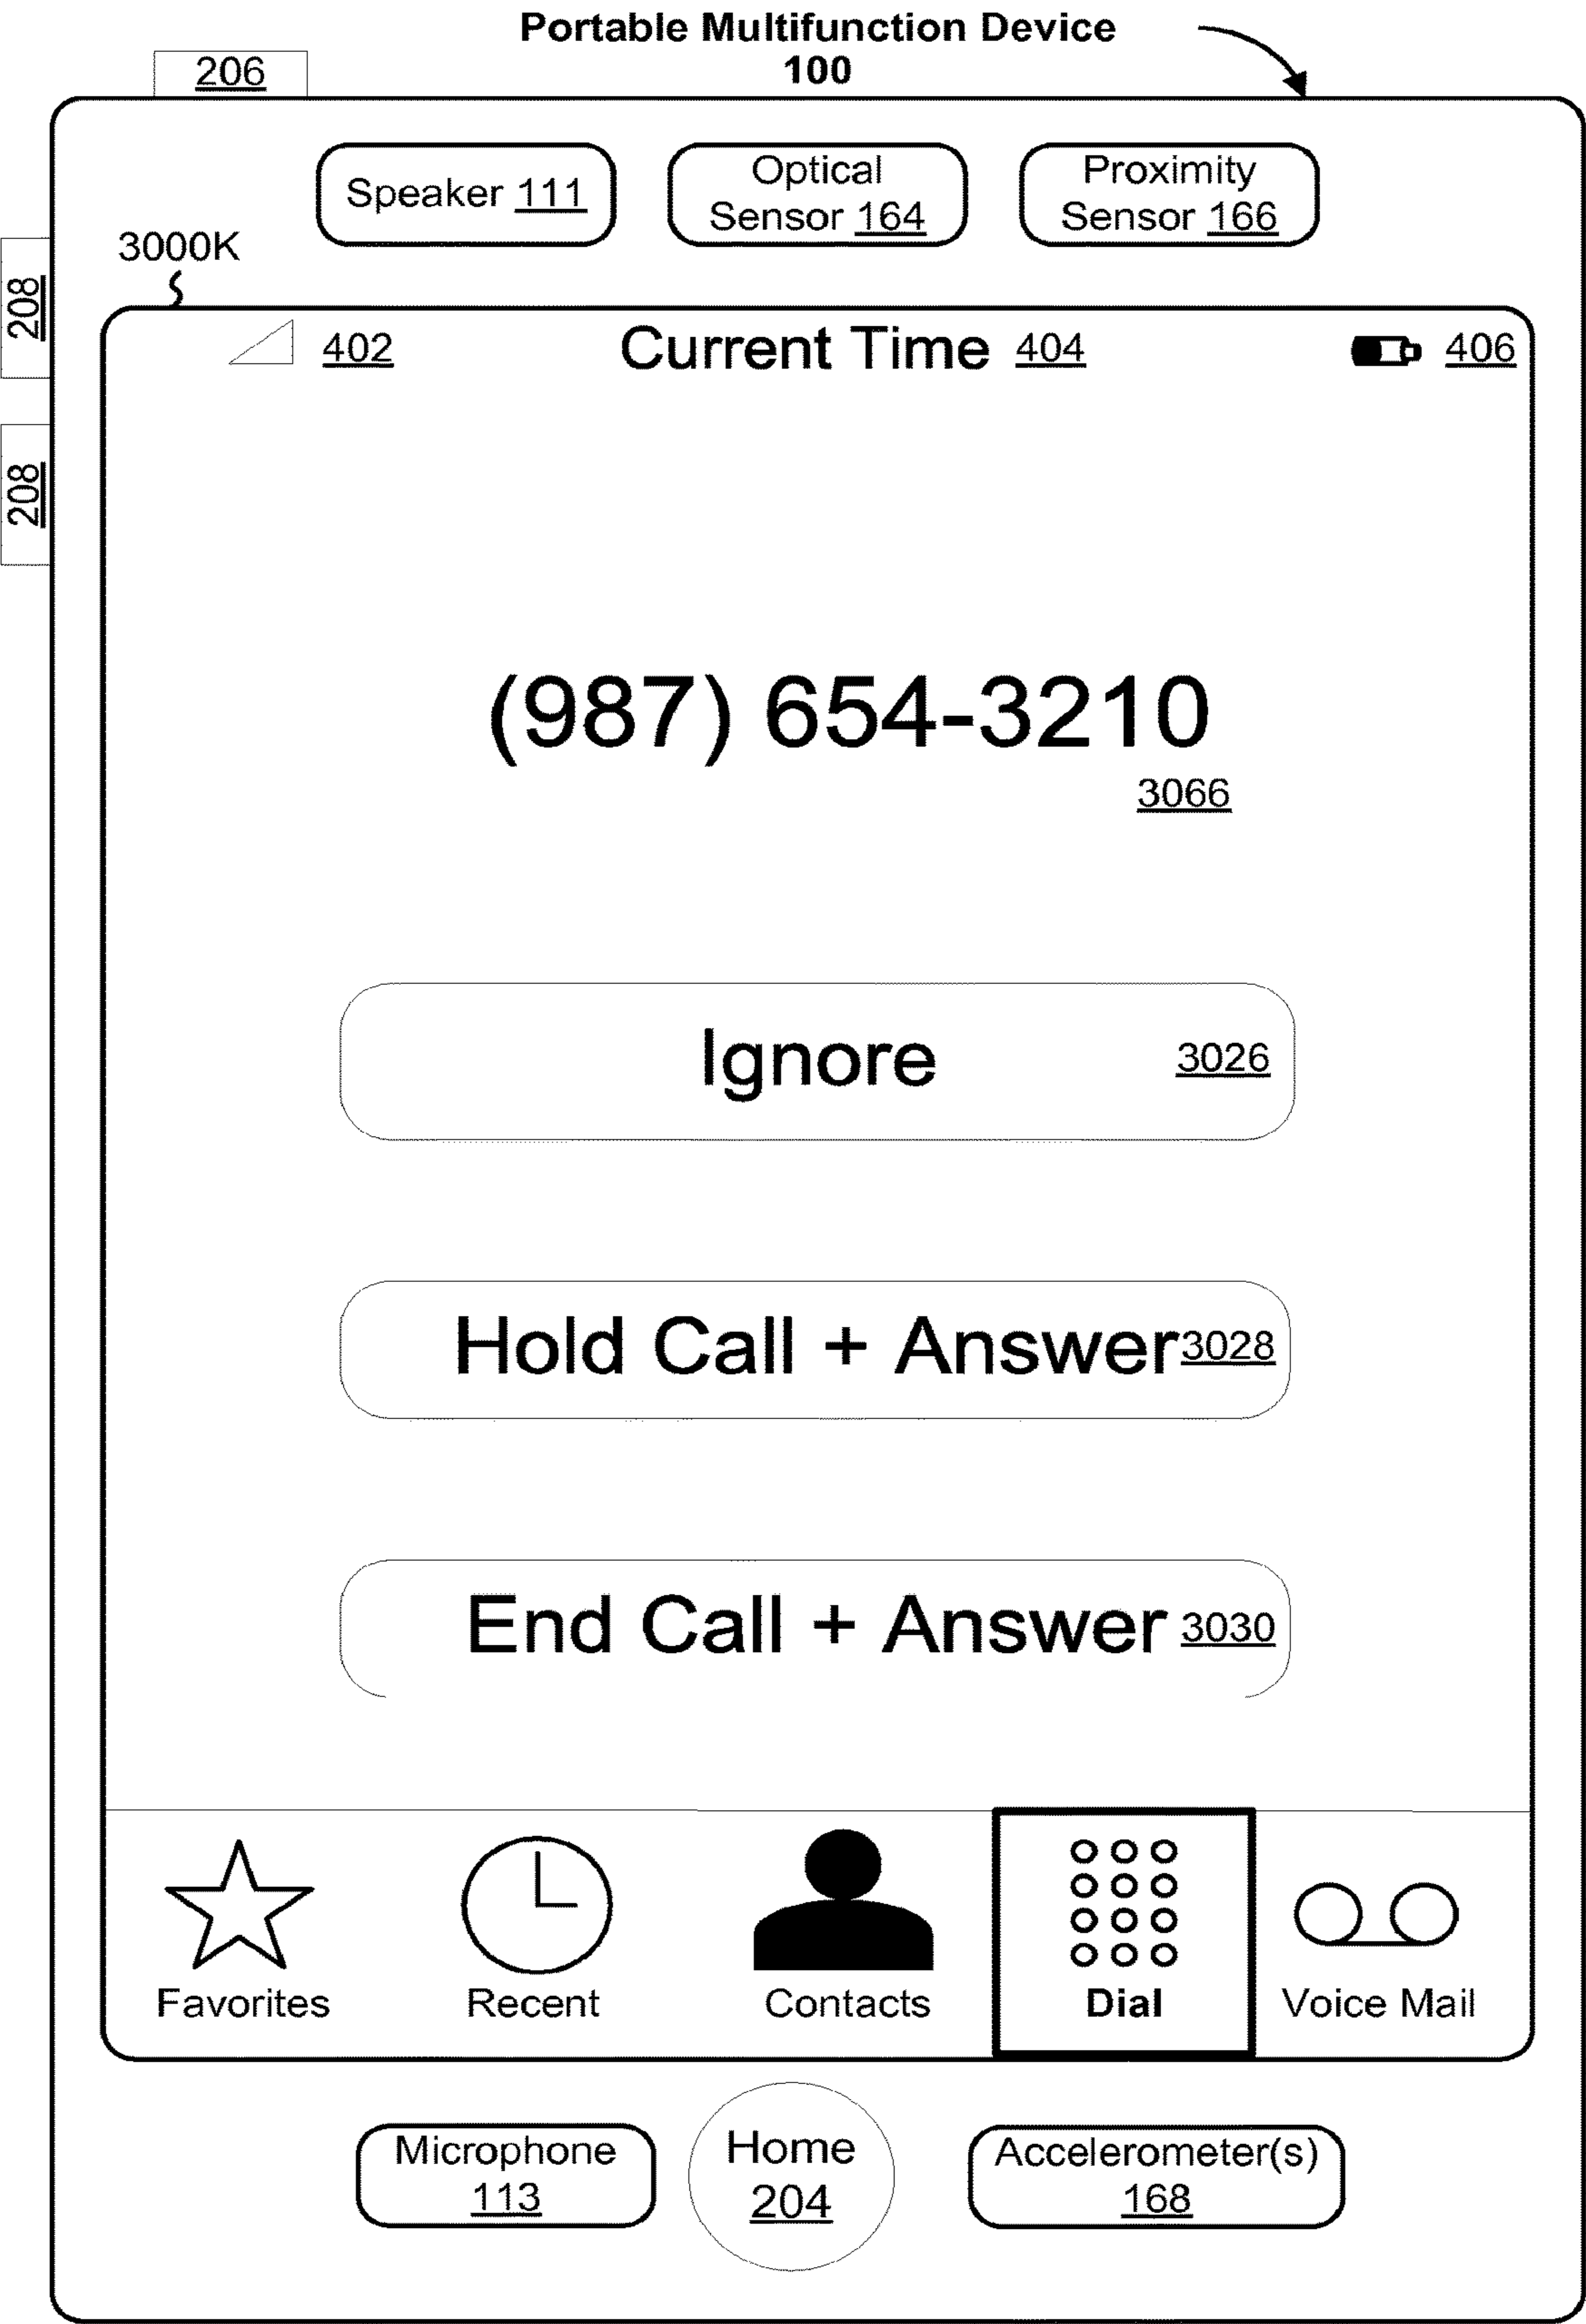 Portable Multifunction Device
100
206
Speaker 111
Optical
Sensor 164
Proximity
Sensor 166
3000K
208
208
402
Current Time 404
406
(987) 654-3210
3066
Ignore 3026
Hold Call + Answer 3028
End Call + Answer 3030
Favorites
Recent
Contacts
Dial
Voice Mail
Microphone
113
Home
204
Accelerometer(s)
168